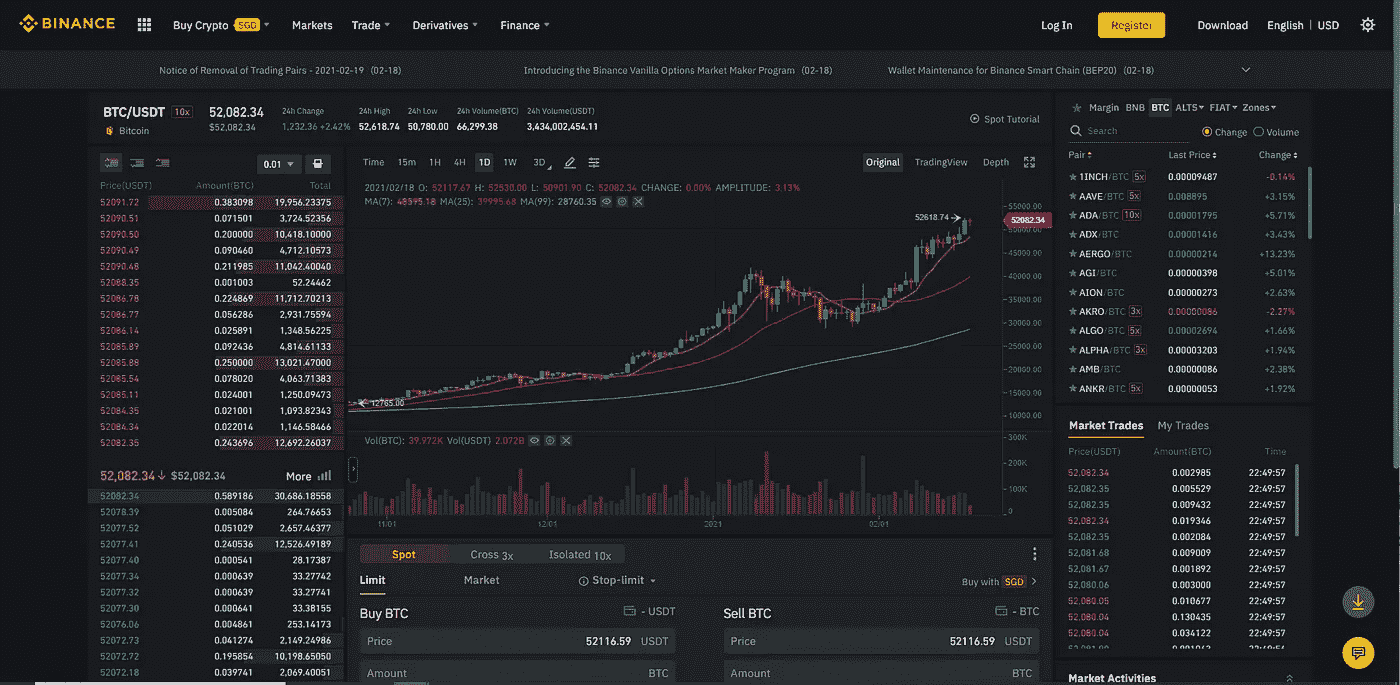 BINANCE Buy Crypto SGD Markets Trade Derivatives Finance Log In Register Download English USD
Notice of Removal of Trading Pairs - 2021-02-19 (02-18) Introducing the Binance Vanilla Options Market Maker Program (02-18) Wallet Maintenance for Binance Smart Chain (BEP20) (02-18)
BTC/USDT 10x
Bitcoin
52,082.34
$52,082.34
24h Change
1,232.36 +2.42%
24h High
52,618.74
24h Low
50,780.00
24h Volume(BTC)
66,299.38
24h Volume(USDT)
3,434,002,454.11
Spot Tutorial
0.01
Price(USDT) Amount(BTC) Total
52091.72 0.383098 19,956.23375
52090.51 0.071501 3,724.52356
52090.50 0.200000 10,418.10000
52090.49 0.090460 4,712.10573
52090.48 0.211985 11,042.40040
52088.35 0.001003 52.24462
52086.78 0.224869 11,712.70213
52086.77 0.056286 2,931.75594
52086.14 0.025891 1,348.56225
52085.89 0.092436 4,814.61133
52085.88 0.250000 13,021.47000
52085.54 0.078020 4,063.71383
52085.11 0.024001 1,250.09473
52084.35 0.021001 1,093.82343
52084.34 0.022014 1,146.58466
52082.35 0.243696 12,692.26037
52,082.34 $52,082.34 More
52082.34 0.589186 30,686.18558
52078.39 0.005084 264.76653
52077.52 0.051029 2,657.46377
52077.41 0.240536 12,526.49189
52077.40 0.000541 28.17387
52077.34 0.000639 33.27742
52077.32 0.000639 33.27741
52077.30 0.000641 33.38155
52076.06 0.004861 253.14173
52072.73 0.041274 2,149.24986
52072.72 0.195854 10,198.65050
52072.18 0.039741 2,069.40051
Time 15m 1H 4H 1D 1W 3D Original TradingView Depth
2021/02/18 O: 52117.67 H: 52530.00 L: 50901.90 C: 52082.34 CHANGE: 0.00% AMPLITUDE: 3.13%
MA(7): 48595.18 MA(25): 39995.68 MA(99): 28760.35
52618.74
12765.00
55000.00
52082.34
50000.00
45000.00
40000.00
35000.00
30000.00
25000.00
20000.00
15000.00
10000.00
Vol(BTC): 39.972K Vol(USDT) 2.072B
300K
200K
100K
0
11/01 12/01 2021 02/01
Spot Cross 3x Isolated 10x
Limit Market Stop-limit Buy with SGD
Buy BTC - USDT Sell BTC - BTC
Price 52116.59 USDT Price 52116.59 USDT
Amount BTC Amount BTC
Margin BNB BTC ALTS FIAT Zones
Search Change Volume
Pair Last Price Change
1INCH/BTC 5x 0.00009487 -0.14%
AAVE/BTC 5x 0.008895 +3.15%
ADA/BTC 10x 0.00001795 +5.71%
ADX/BTC 0.00001416 +3.43%
AERGO/BTC 0.00000214 +13.23%
AGI/BTC 0.00000398 +5.01%
AION/BTC 0.00000273 +2.63%
AKRO/BTC 3x 0.00000086 -2.27%
ALGO/BTC 5x 0.00002694 +1.66%
ALPHA/BTC 3x 0.00003203 +1.94%
AMB/BTC 0.00000086 +2.38%
ANKR/BTC 5x 0.00000053 +1.92%
Market Trades My Trades
Price(USDT) Amount(BTC) Time
52,082.34 0.002985 22:49:57
52,082.35 0.005529 22:49:57
52,082.35 0.009432 22:49:57
52,082.34 0.019346 22:49:57
52,082.35 0.002084 22:49:57
52,081.68 0.009009 22:49:57
52,081.67 0.001892 22:49:57
52,080.06 0.003000 22:49:57
52,080.05 0.010677 22:49:57
52,080.04 0.130435 22:49:57
52,080.04 0.034122 22:49:57
Market Activities